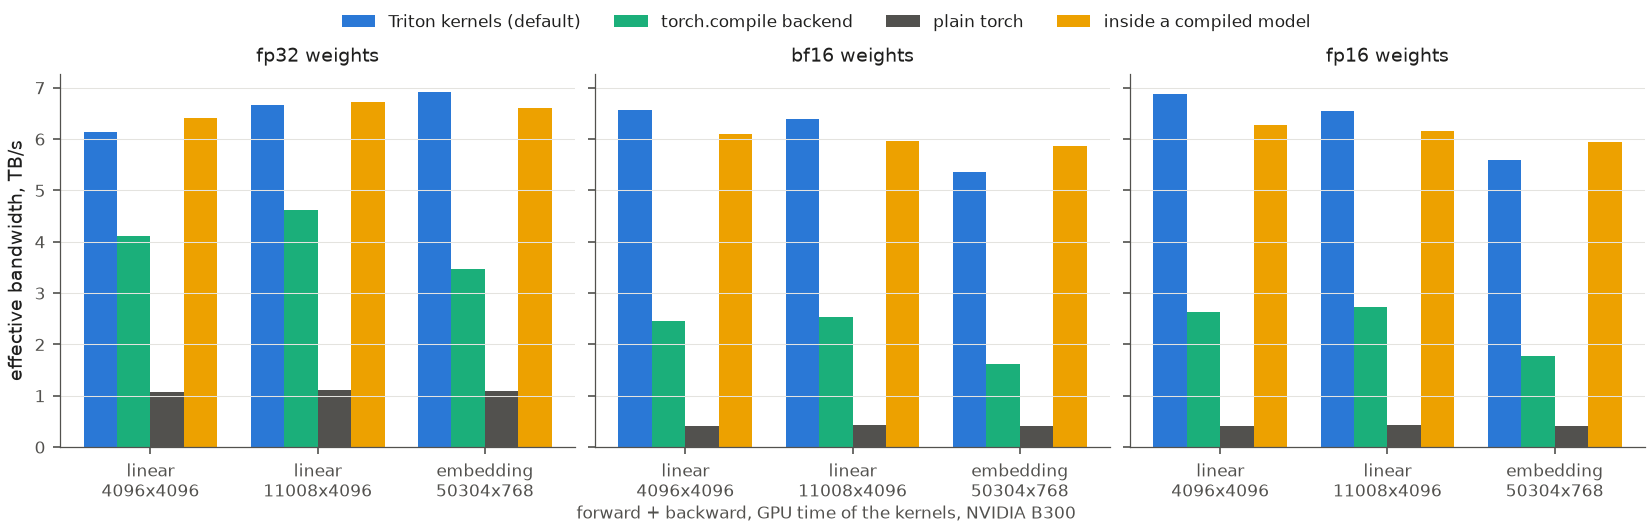 Triton kernels (default) torch.compile backend plain torch inside a compiled model
fp32 weights bf16 weights fp16 weights
effective bandwidth, TB/s
7
6
5
4
3
2
1
0
linear linear embedding linear linear embedding linear linear embedding
4096x4096 11008x4096 50304x768 4096x4096 11008x4096 50304x768 4096x4096 11008x4096 50304x768
forward + backward, GPU time of the kernels, NVIDIA B300